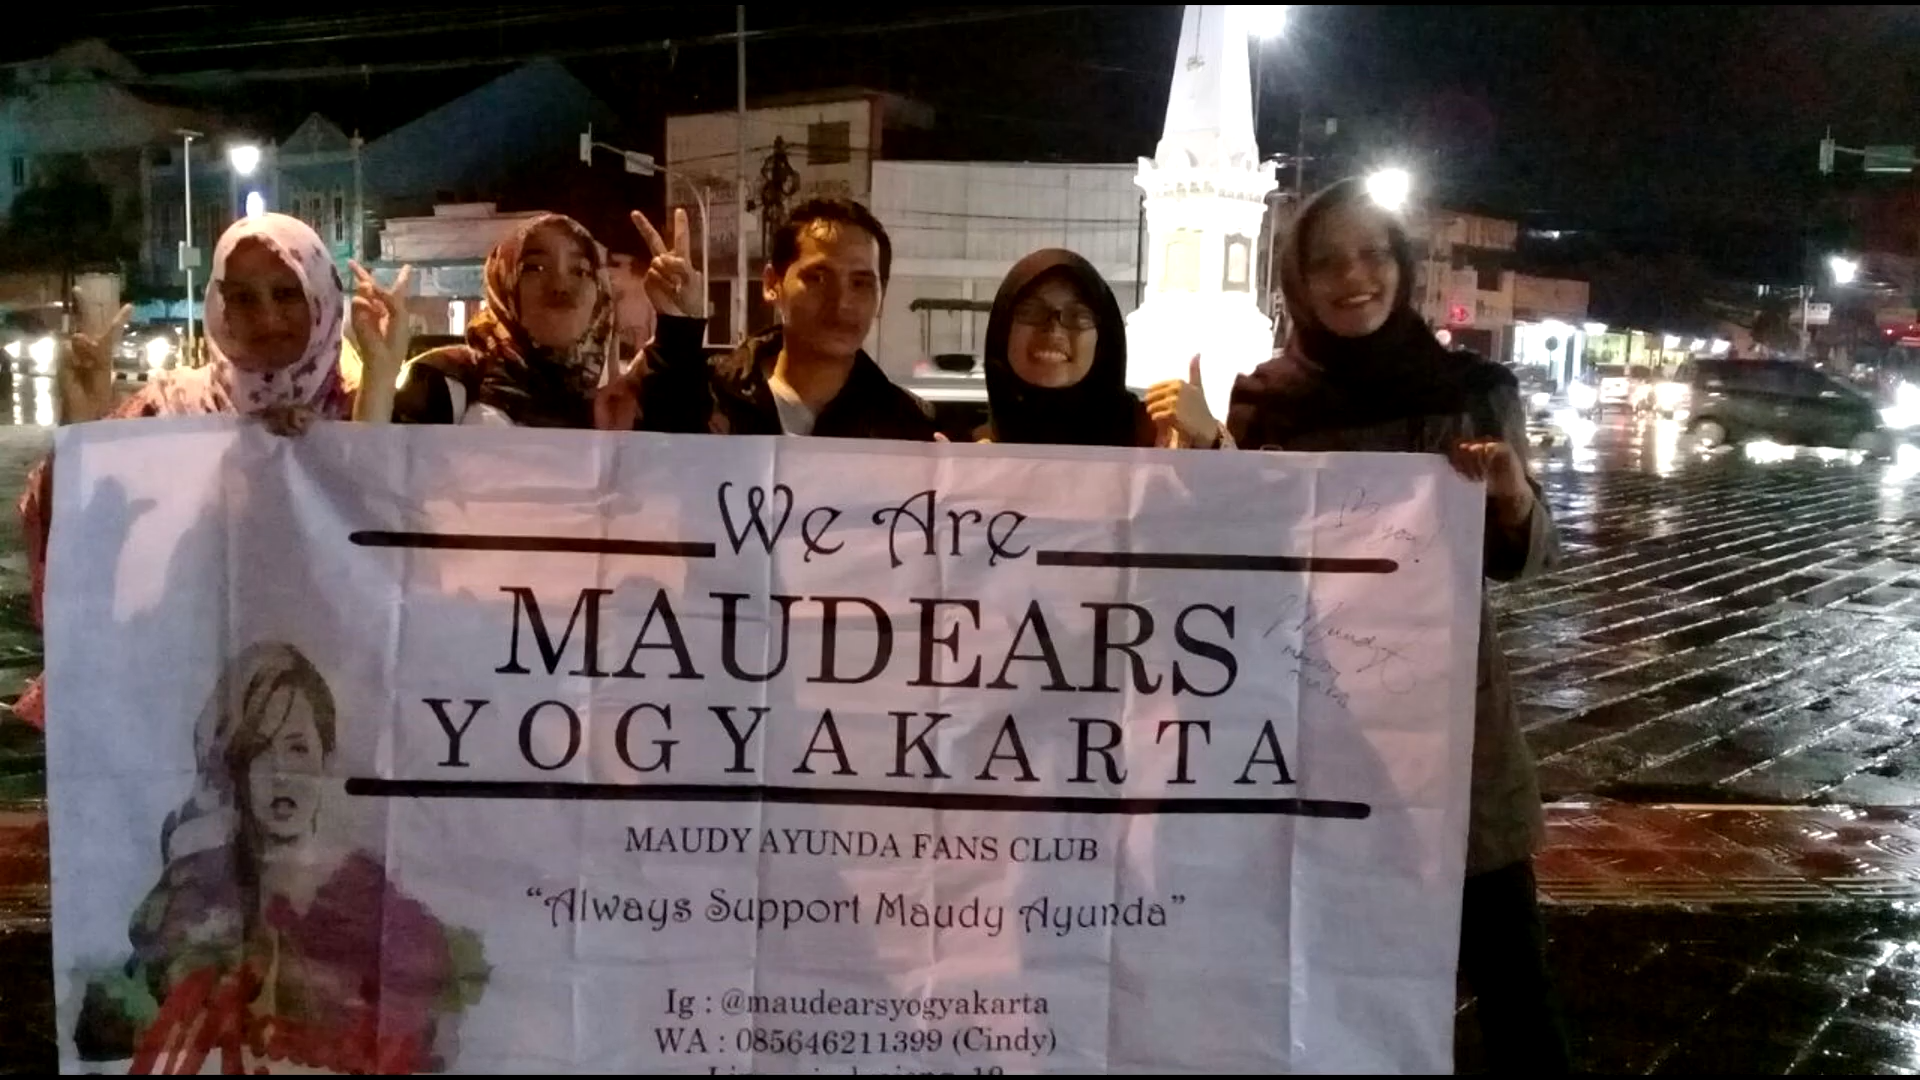 We Are
MAUDEARS
YOGYAKARTA
MAUDY AYUNDA FANS CLUB
“Always Support Maudy Ayunda”
Ig : @maudearsyogyakarta
WA : 085646211399 (Cindy)